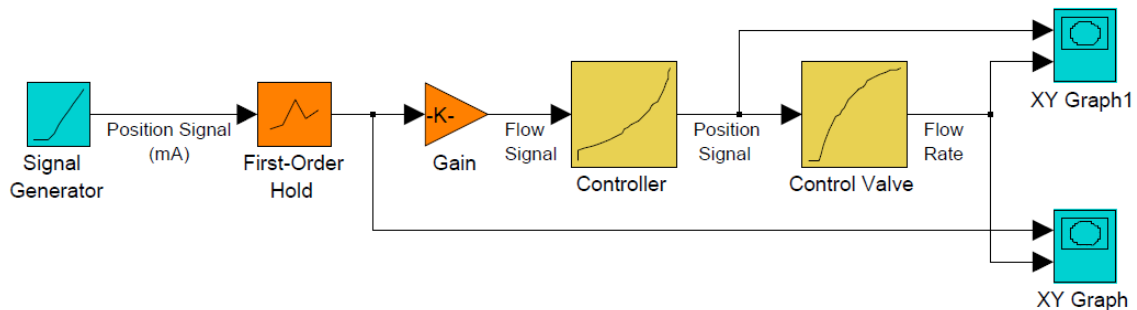 XY Graph1
Position Signal
(mA)
Signal
Generator
First-Order
Hold
-K-
Gain
Flow
Signal
Controller
Position
Signal
Control Valve
Flow
Rate
XY Graph